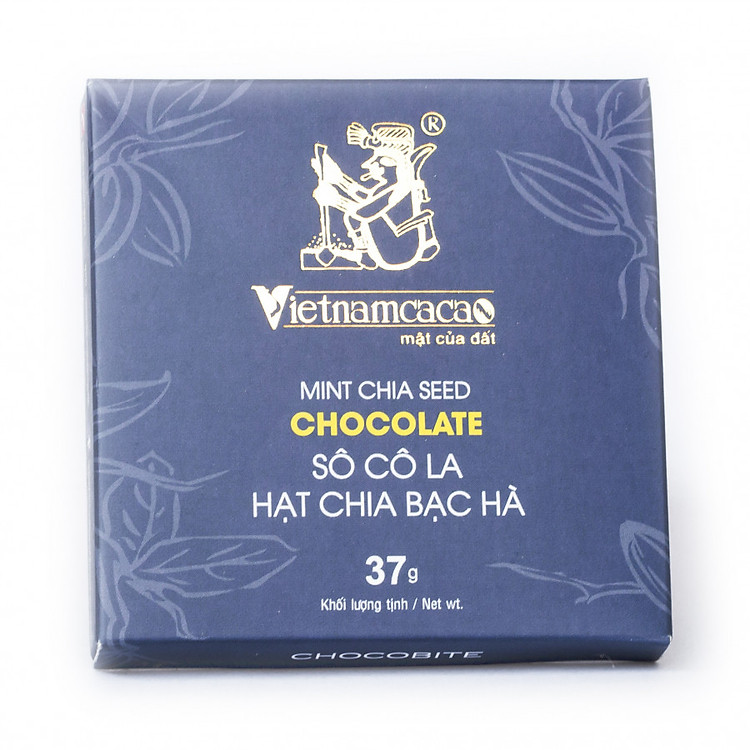 ®
Vietnamcacao
mật của đất
MINT CHIA SEED
CHOCOLATE
SÔ CÔ LA
HẠT CHIA BẠC HÀ
37g
Khối lượng tịnh / Net wt.
CHOCOBITE